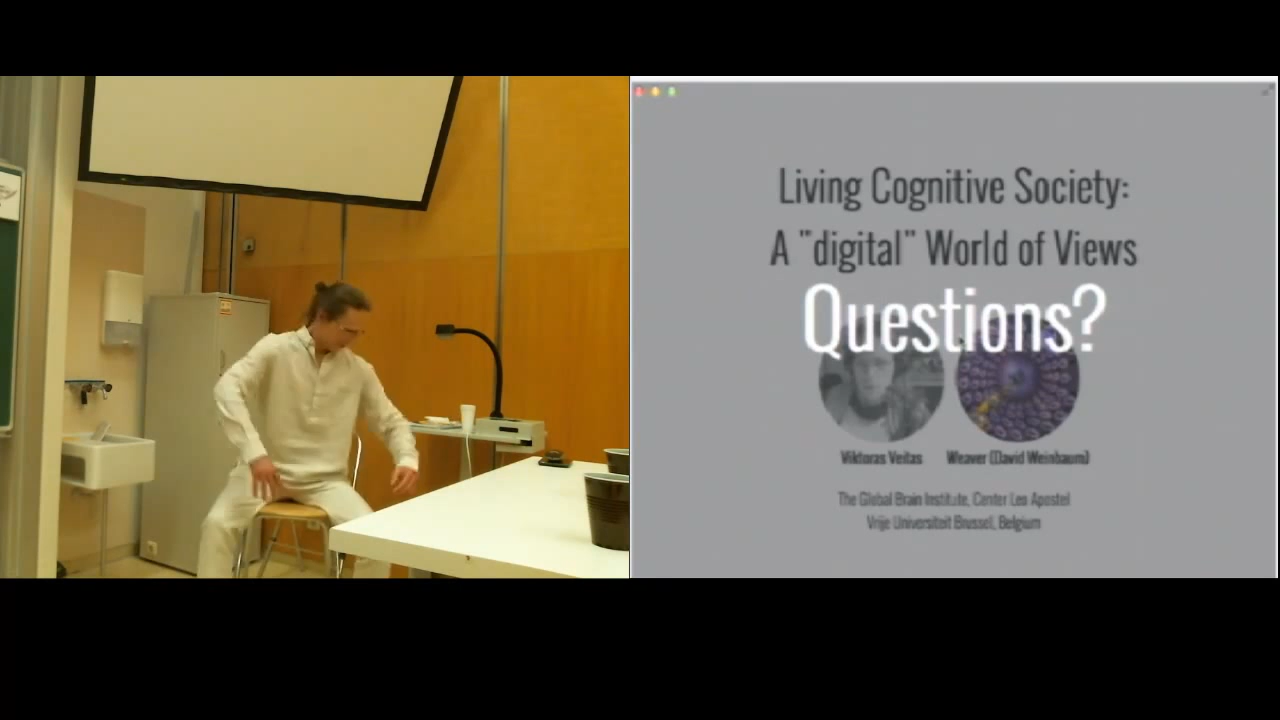 Living Cognitive Society:
A "digital" World of Views
Questions?
Viktoras Veitas
Weaver (David Weinbaum)
The Global Brain Institute, Center Leo Apostel
Vrije Universiteit Brussel, Belgium